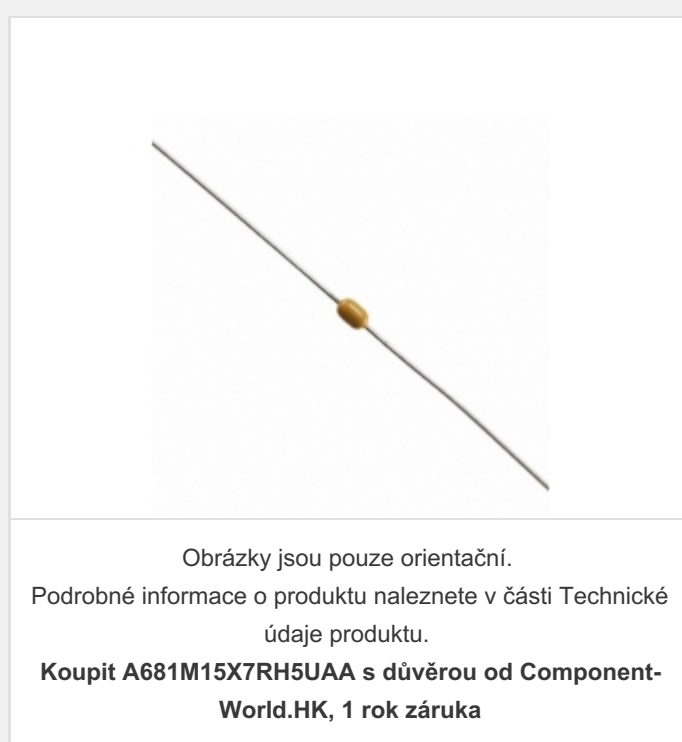 Obrázky jsou pouze orientační.
Podrobné informace o produktu naleznete v části Technické
údaje produktu.
Koupit A681M15X7RH5UAA s důvěrou od Component-
World.HK, 1 rok záruka